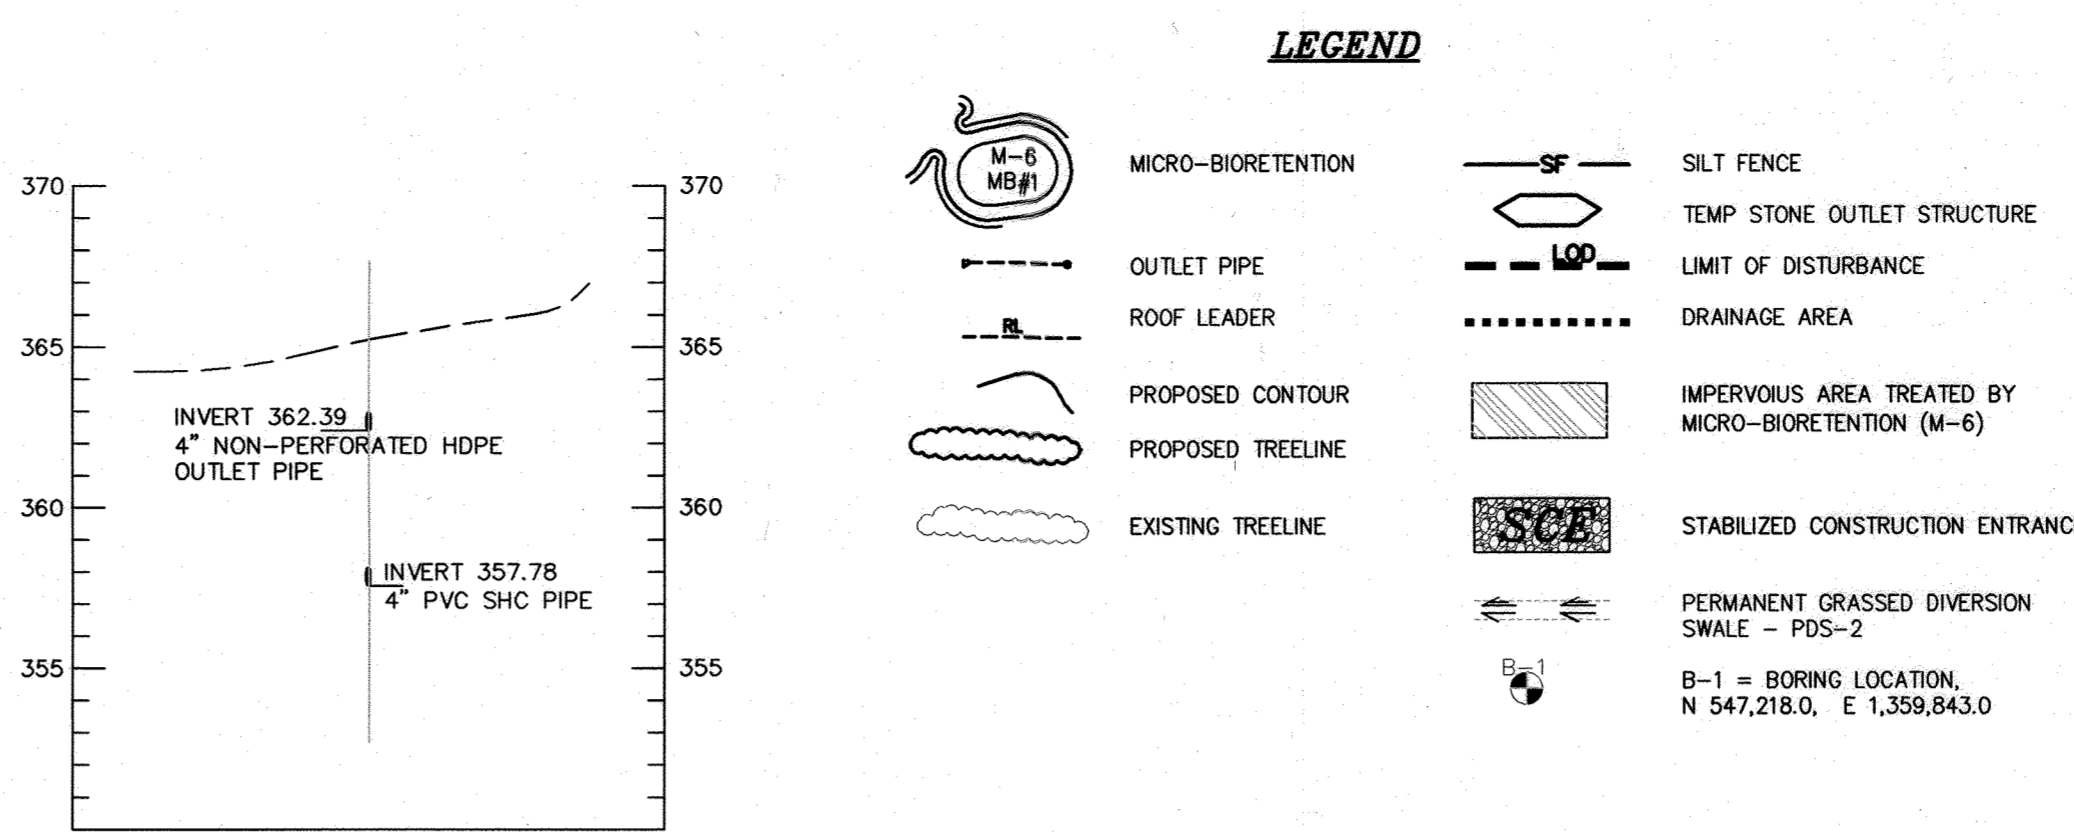 LEGEND
370
370
365
365
INVERT 362.39
4" NON-PERFORATED HDPE
OUTLET PIPE
360
360
INVERT 357.78
4" PVC SHC PIPE
355
355
M-6
MB#1
MICRO-BIORETENTION
OUTLET PIPE
RL
ROOF LEADER
PROPOSED CONTOUR
PROPOSED TREELINE
EXISTING TREELINE
SF
SILT FENCE
TEMP STONE OUTLET STRUCTURE
LOD
LIMIT OF DISTURBANCE
DRAINAGE AREA
IMPERVOIUS AREA TREATED BY
MICRO-BIORETENTION (M-6)
SCE
STABILIZED CONSTRUCTION ENTRANC
PERMANENT GRASSED DIVERSION
SWALE - PDS-2
B-1
B-1 = BORING LOCATION,
N 547,218.0, E 1,359,843.0